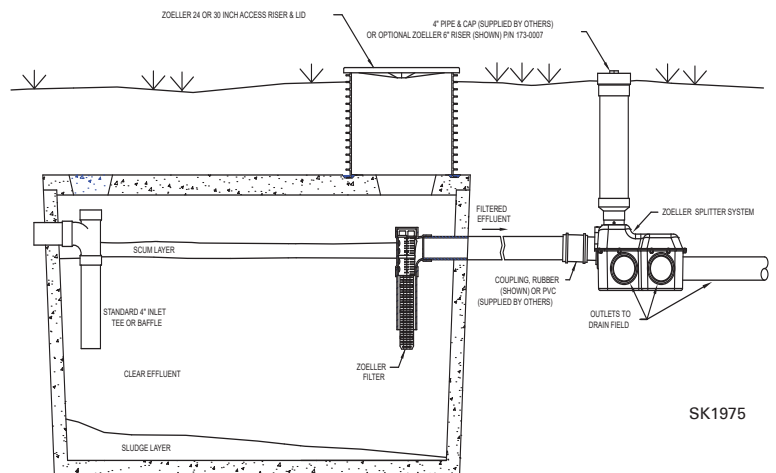 ZOELLER 24 OR 30 INCH ACCESS RISER & LID
4" PIPE & CAP (SUPPLIED BY OTHERS)
OR OPTIONAL ZOELLER 6" RISER (SHOWN) P/N 173-0007
FILTERED
EFFLUENT
ZOELLER SPLITTER SYSTEM
SCUM LAYER
COUPLING, RUBBER
(SHOWN) OR PVC
(SUPPLIED BY OTHERS)
STANDARD 4" INLET
TEE OR BAFFLE
OUTLETS TO
DRAIN FIELD
ZOELLER
FILTER
CLEAR EFFLUENT
SLUDGE LAYER
SK1975